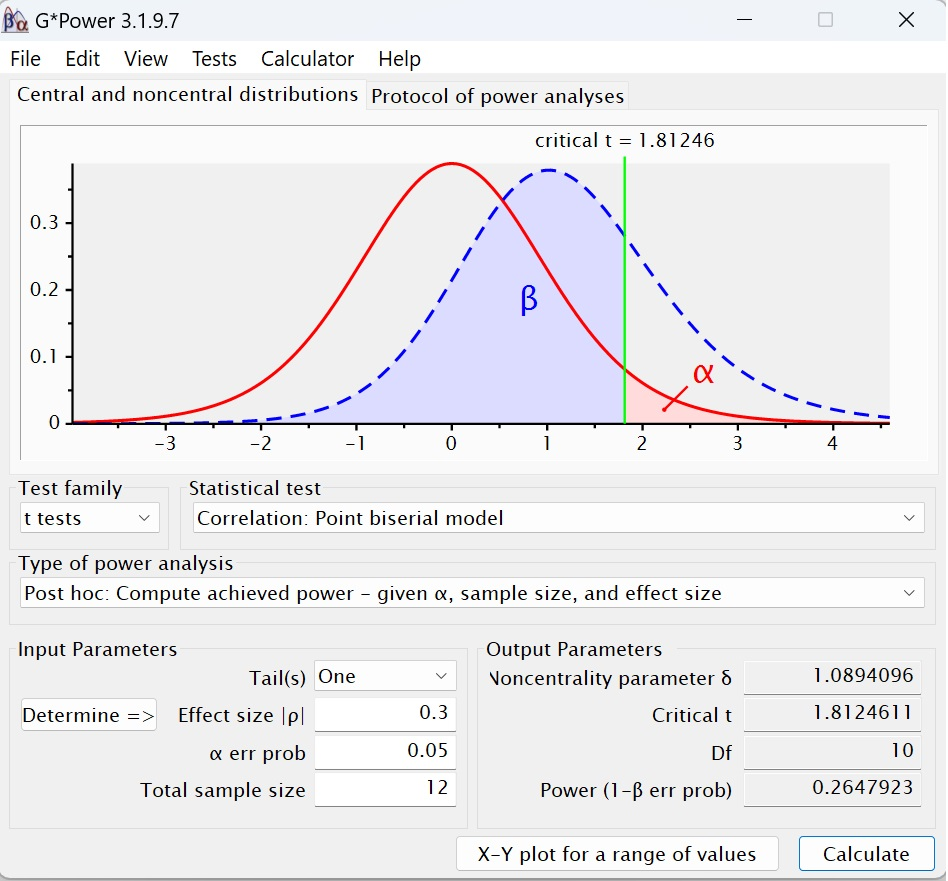 βα G*Power 3.1.9.7
File Edit View Tests Calculator Help
Central and noncentral distributions Protocol of power analyses
critical t = 1.81246
0.3
0.2
0.1
0
β
α
−3 −2 −1 0 1 2 3 4
Test family Statistical test
t tests Correlation: Point biserial model
Type of power analysis
Post hoc: Compute achieved power – given α, sample size, and effect size
Input Parameters Output Parameters
Tail(s) One Noncentrality parameter δ 1.0894096
Determine => Effect size |ρ| 0.3 Critical t 1.8124611
α err prob 0.05 Df 10
Total sample size 12 Power (1−β err prob) 0.2647923
X-Y plot for a range of values Calculate